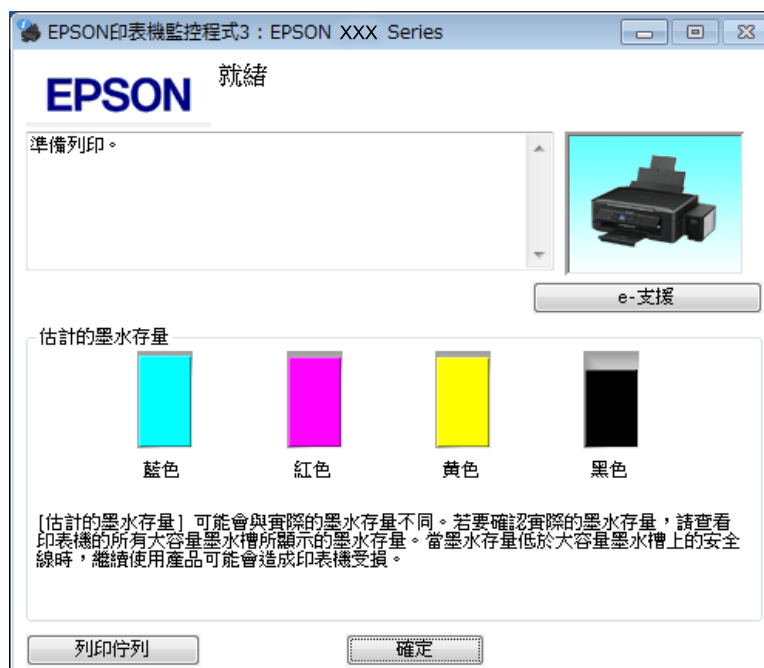 EPSON印表機監控程式3 : EPSON XXX Series
EPSON
就緒
準備列印。
e-支援
估計的墨水存量
藍色
紅色
黃色
黑色
[估計的墨水存量] 可能會與實際的墨水存量不同。若要確認實際的墨水存量，請查看
印表機的所有大容量墨水槽所顯示的墨水存量。當墨水存量低於大容量墨水槽上的安全
線時，繼續使用產品可能會造成印表機受損。
列印佇列
確定